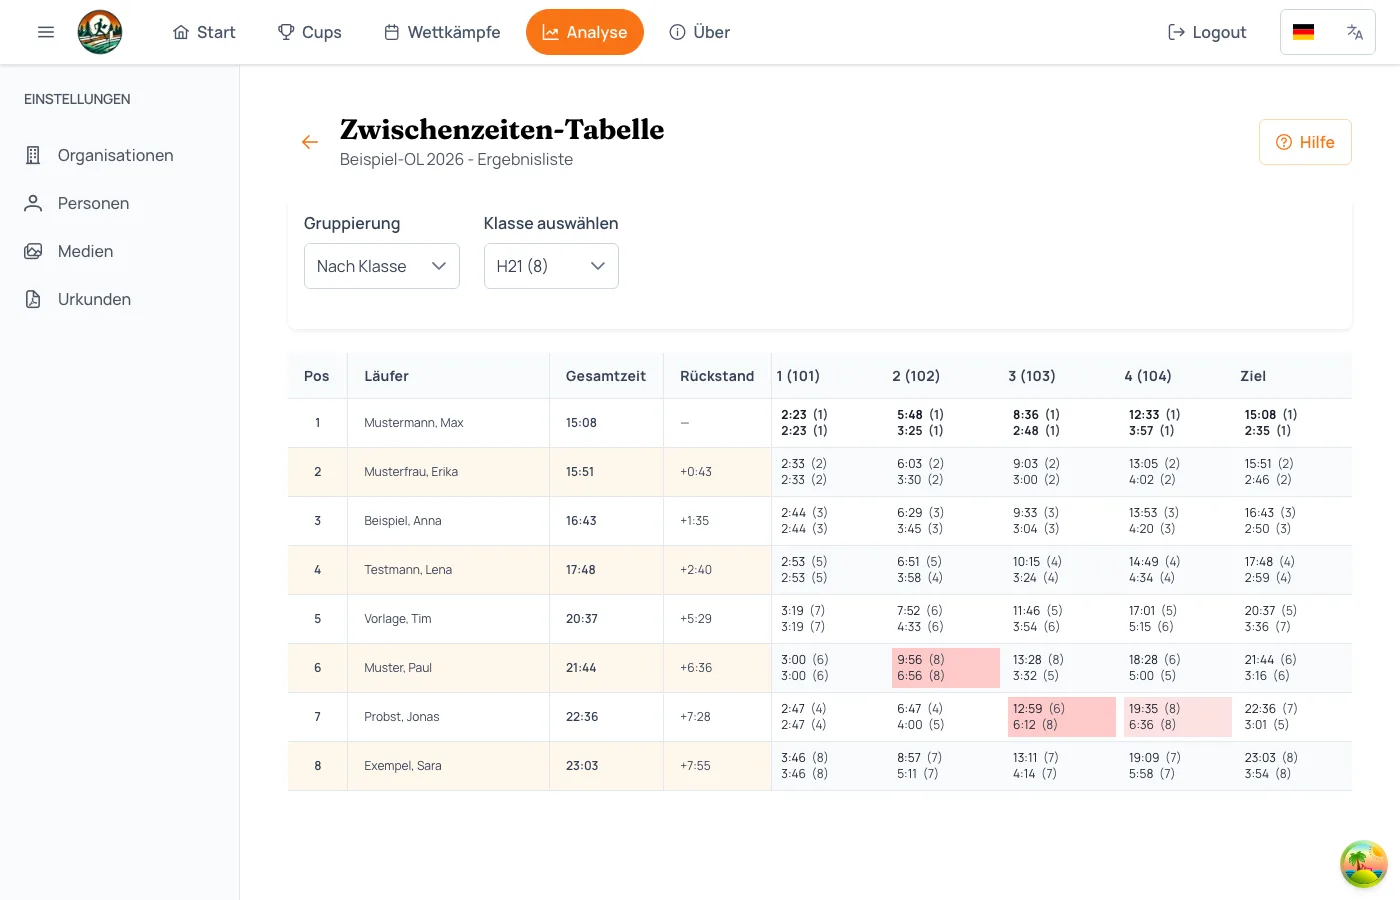 Start
Cups
Wettkämpfe
Analyse
Über
Logout
EINSTELLUNGEN
Organisationen
Personen
Medien
Urkunden
Zwischenzeiten-Tabelle
Beispiel-OL 2026 - Ergebnisliste
Hilfe
Gruppierung
Klasse auswählen
Nach Klasse
H21 (8)
Pos Läufer Gesamtzeit Rückstand 1 (101) 2 (102) 3 (103) 4 (104) Ziel
1 Mustermann, Max 15:08 — 2:23 (1) 5:48 (1) 8:36 (1) 12:33 (1) 15:08 (1)
2:23 (1) 3:25 (1) 2:48 (1) 3:57 (1) 2:35 (1)
2 Musterfrau, Erika 15:51 +0:43 2:33 (2) 6:03 (2) 9:03 (2) 13:05 (2) 15:51 (2)
2:33 (2) 3:30 (2) 3:00 (2) 4:02 (2) 2:46 (2)
3 Beispiel, Anna 16:43 +1:35 2:44 (3) 6:29 (3) 9:33 (3) 13:53 (3) 16:43 (3)
2:44 (3) 3:45 (3) 3:04 (3) 4:20 (3) 2:50 (3)
4 Testmann, Lena 17:48 +2:40 2:53 (5) 6:51 (5) 10:15 (4) 14:49 (4) 17:48 (4)
2:53 (5) 3:58 (4) 3:24 (4) 4:34 (4) 2:59 (4)
5 Vorlage, Tim 20:37 +5:29 3:19 (7) 7:52 (6) 11:46 (5) 17:01 (5) 20:37 (5)
3:19 (7) 4:33 (6) 3:54 (6) 5:15 (6) 3:36 (7)
6 Muster, Paul 21:44 +6:36 3:00 (6) 9:56 (8) 13:28 (8) 18:28 (6) 21:44 (6)
3:00 (6) 6:56 (8) 3:32 (5) 5:00 (5) 3:16 (6)
7 Probst, Jonas 22:36 +7:28 2:47 (4) 6:47 (4) 12:59 (6) 19:35 (8) 22:36 (7)
2:47 (4) 4:00 (5) 6:12 (8) 6:36 (8) 3:01 (5)
8 Exempel, Sara 23:03 +7:55 3:46 (8) 8:57 (7) 13:11 (7) 19:09 (7) 23:03 (8)
3:46 (8) 5:11 (7) 4:14 (7) 5:58 (7) 3:54 (8)